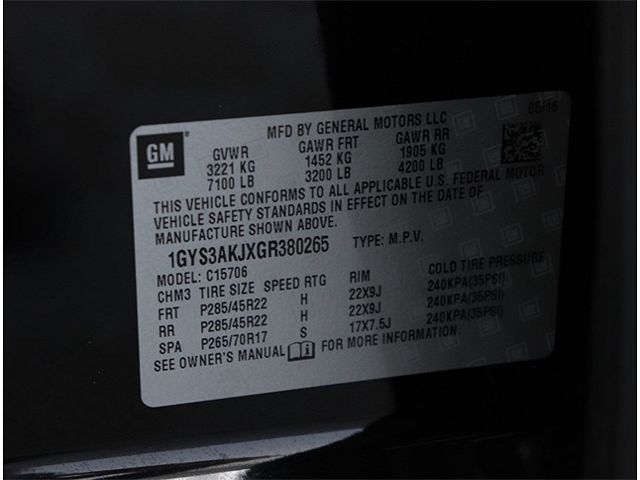 05/16
MFD BY GENERAL MOTORS LLC
GM
GVWR GAWR FRT GAWR RR
3221 KG 1452 KG 1905 KG
7100 LB 3200 LB 4200 LB
THIS VEHICLE CONFORMS TO ALL APPLICABLE U.S. FEDERAL MOTOR
VEHICLE SAFETY STANDARDS IN EFFECT ON THE DATE OF
MANUFACTURE SHOWN ABOVE.
1GYS3AKJXGR380265 TYPE: M.P.V.
MODEL: C15706
CHM3 TIRE SIZE SPEED RTG RIM COLD TIRE PRESSURE
FRT P285/45R22 H 22X9J 240KPA(35PSI)
RR P285/45R22 H 22X9J 240KPA(35PSI)
SPA P265/70R17 S 17X7.5J 240KPA(35PSI)
SEE OWNER'S MANUAL FOR MORE INFORMATION.